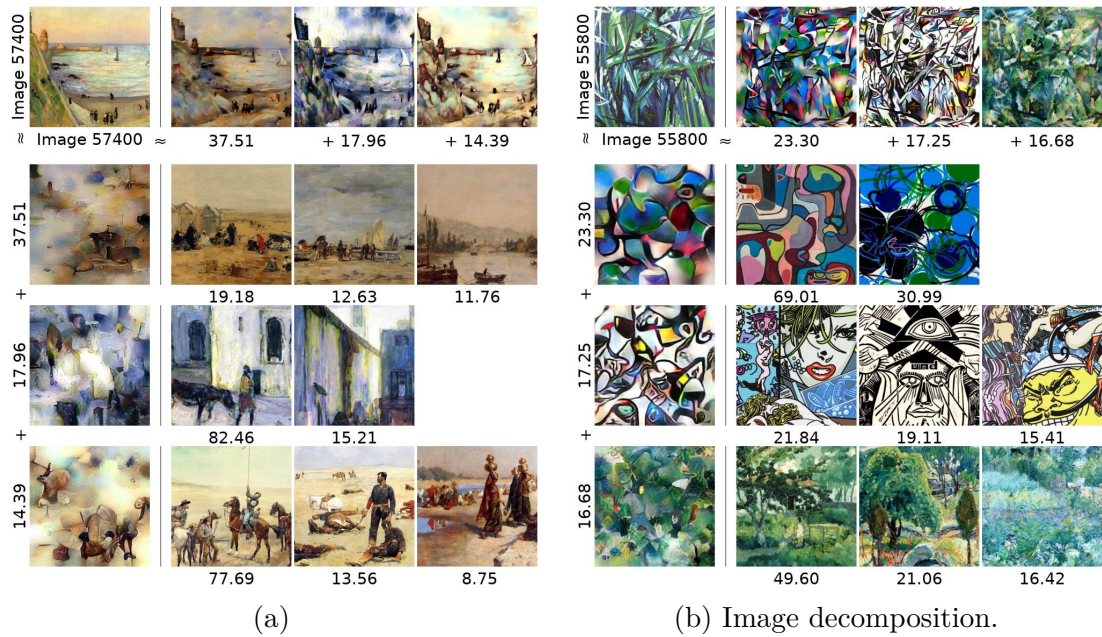 Image 57400
≈
Image 57400 ≈ 37.51 + 17.96 + 14.39
37.51
19.18 12.63 11.76
+
17.96
82.46 15.21
+
14.39
77.69 13.56 8.75
(a)
Image 55800
≈
Image 55800 ≈ 23.30 + 17.25 + 16.68
23.30
69.01 30.99
+
17.25
21.84 19.11 15.41
+
16.68
49.60 21.06 16.42
(b) Image decomposition.